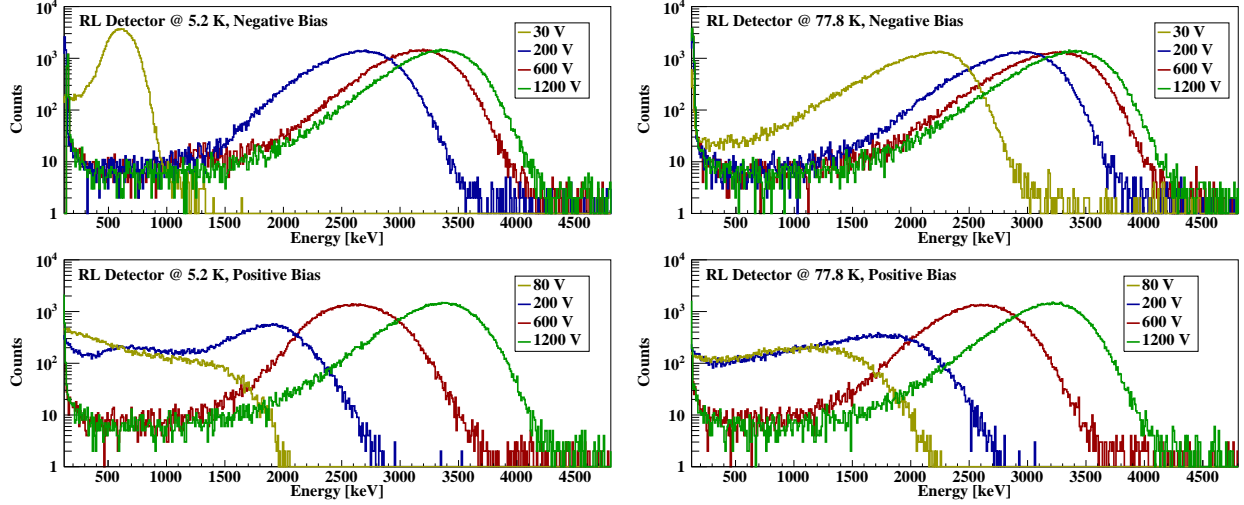 RL Detector @ 5.2 K, Negative Bias
30 V
200 V
600 V
1200 V
Counts
10⁴
10³
10²
10
1
500 1000 1500 2000 2500 3000 3500 4000 4500
Energy [keV]
RL Detector @ 77.8 K, Negative Bias
30 V
200 V
600 V
1200 V
Counts
10⁴
10³
10²
10
1
500 1000 1500 2000 2500 3000 3500 4000 4500
Energy [keV]
RL Detector @ 5.2 K, Positive Bias
80 V
200 V
600 V
1200 V
Counts
10⁴
10³
10²
10
1
500 1000 1500 2000 2500 3000 3500 4000 4500
Energy [keV]
RL Detector @ 77.8 K, Positive Bias
80 V
200 V
600 V
1200 V
Counts
10⁴
10³
10²
10
1
500 1000 1500 2000 2500 3000 3500 4000 4500
Energy [keV]